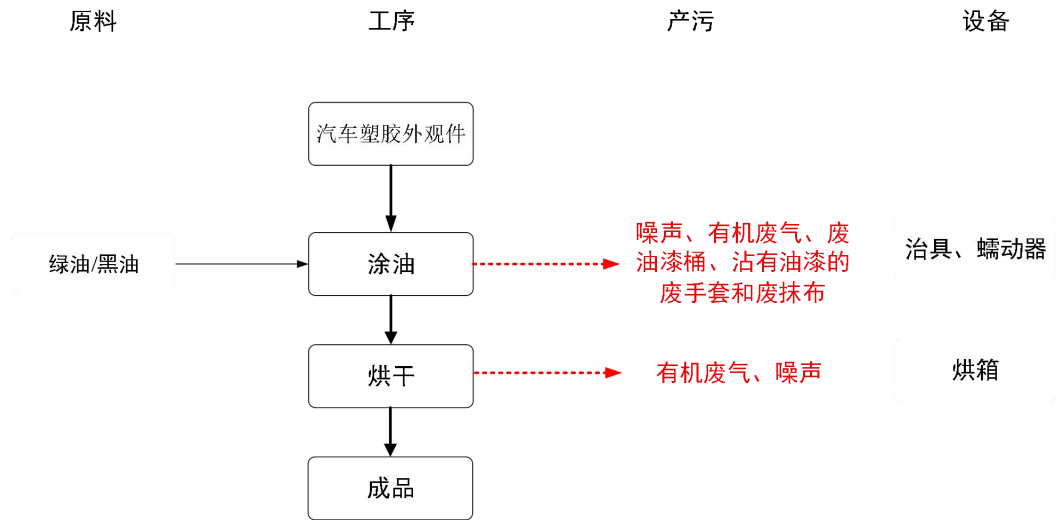 原料 工序 产污 设备
汽车塑胶外观件
绿油/黑油
涂油
噪声、有机废气、废
油漆桶、沾有油漆的
废手套和废抹布
治具、蠕动器
烘干
有机废气、噪声
烘箱
成品